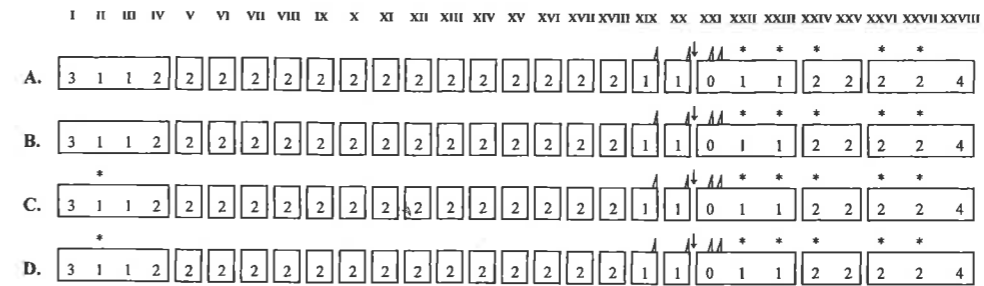 I II III IV V VI VII VIII IX X XI XII XIII XIV XV XVI XVII XVIII XIX XX XXI XXII XXIII XXIV XXV XXVI XXVII XXVIII
↓ * * * * *
A. 3 1 1 2 2 2 2 2 2 2 2 2 2 2 2 2 2 2 1 1 0 1 1 2 2 2 2 4
↓ * * * * *
B. 3 1 1 2 2 2 2 2 2 2 2 2 2 2 2 2 2 2 1 1 0 1 1 2 2 2 2 4
* ↓ * * * * *
C. 3 1 1 2 2 2 2 2 2 2 2 2 2 2 2 2 2 2 1 1 0 1 1 2 2 2 2 4
* ↓ * * * * *
D. 3 1 1 2 2 2 2 2 2 2 2 2 2 2 2 2 2 2 1 1 0 1 1 2 2 2 2 4